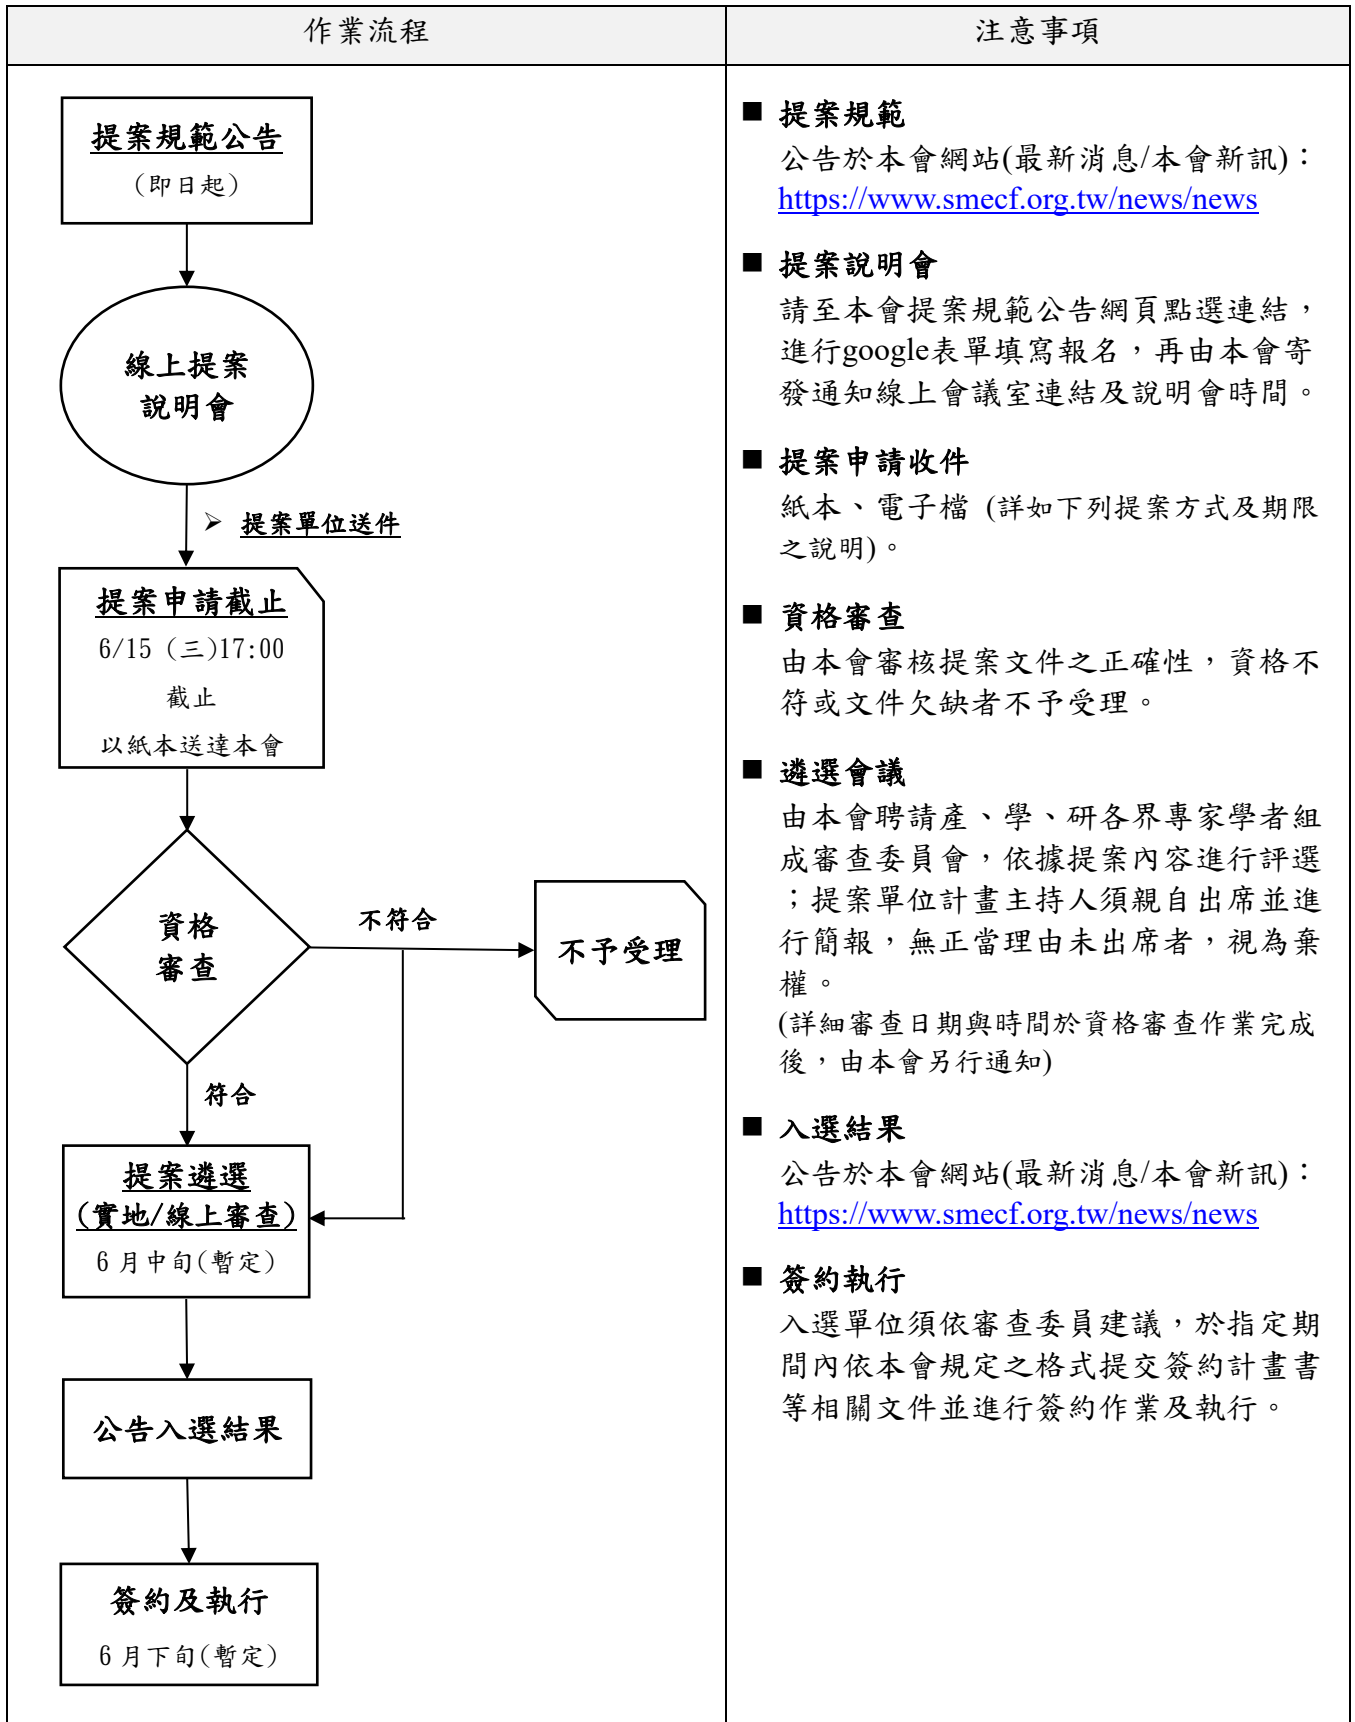 作業流程
注意事項
提案規範公告
(即日起)
線上提案
說明會
➢ 提案單位送件
提案申請截止
6/15 (三)17:00
截止
以紙本送達本會
資格
審查
不符合
不予受理
符合
提案遴選
(實地/線上審查)
6 月中旬(暫定)
公告入選結果
簽約及執行
6 月下旬(暫定)
■ 提案規範
公告於本會網站(最新消息/本會新訊)：
https://www.smecf.org.tw/news/news
■ 提案說明會
請至本會提案規範公告網頁點選連結，
進行google表單填寫報名，再由本會寄
發通知線上會議室連結及說明會時間。
■ 提案申請收件
紙本、電子檔 (詳如下列提案方式及期限
之說明)。
■ 資格審查
由本會審核提案文件之正確性，資格不
符或文件欠缺者不予受理。
■ 遴選會議
由本會聘請產、學、研各界專家學者組
成審查委員會，依據提案內容進行評選
；提案單位計畫主持人須親自出席並進
行簡報，無正當理由未出席者，視為棄
權。
(詳細審查日期與時間於資格審查作業完成
後，由本會另行通知)
■ 入選結果
公告於本會網站(最新消息/本會新訊)：
https://www.smecf.org.tw/news/news
■ 簽約執行
入選單位須依審查委員建議，於指定期
間內依本會規定之格式提交簽約計畫書
等相關文件並進行簽約作業及執行。